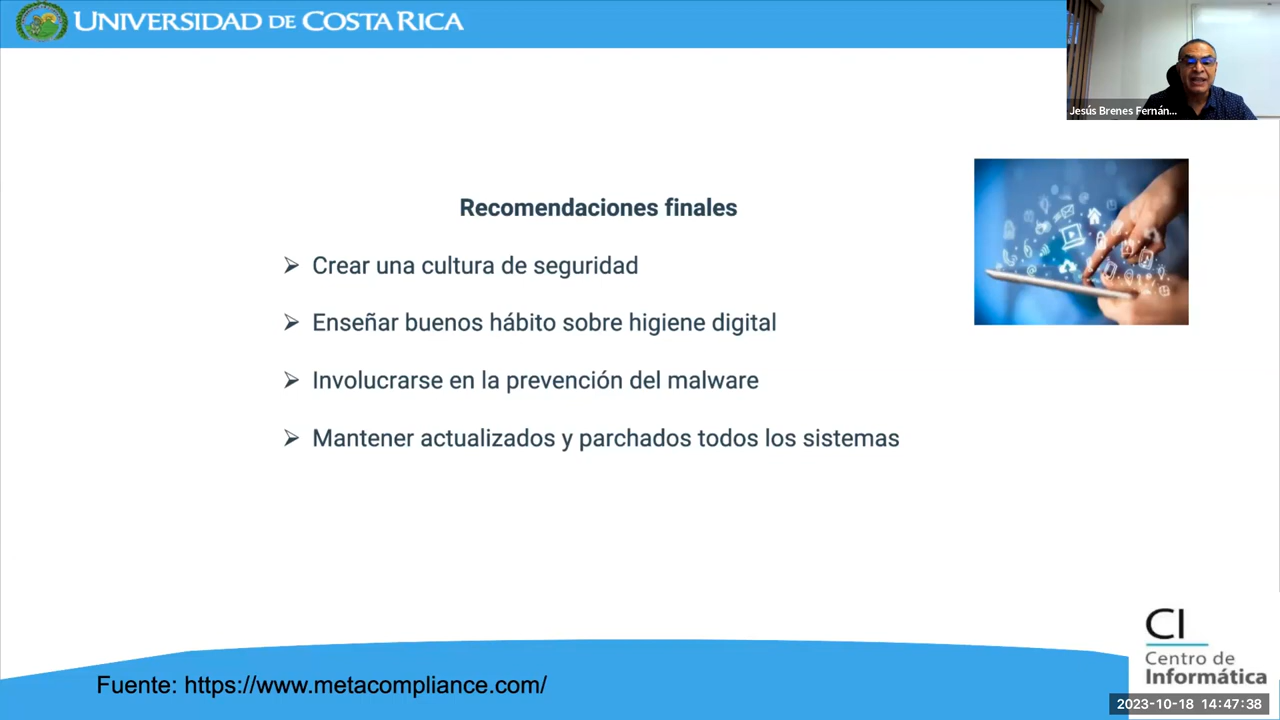 UNIVERSIDAD DE COSTA RICA
Jesús Brenes Fernán...
Recomendaciones finales
➢ Crear una cultura de seguridad
➢ Enseñar buenos hábito sobre higiene digital
➢ Involucrarse en la prevención del malware
➢ Mantener actualizados y parchados todos los sistemas
CI
Centro de
Informática
Fuente: https://www.metacompliance.com/
2023-10-18 14:47:38